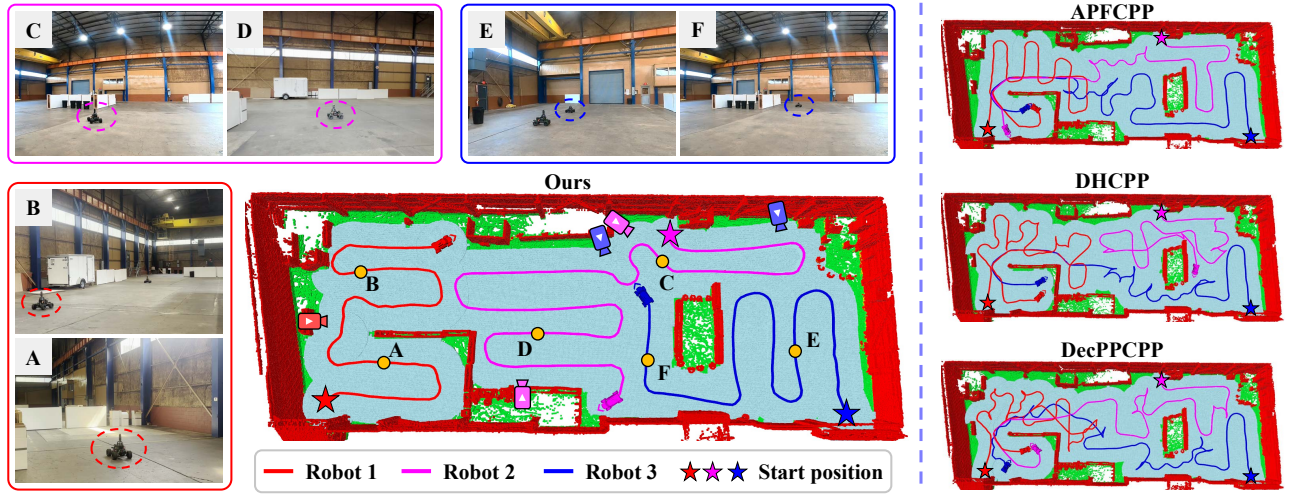 C
D
E
F
APFCPP
B
A
Ours
B
C
A
D
E
F
DHCPP
DecPPCPP
Robot 1
Robot 2
Robot 3
Start position